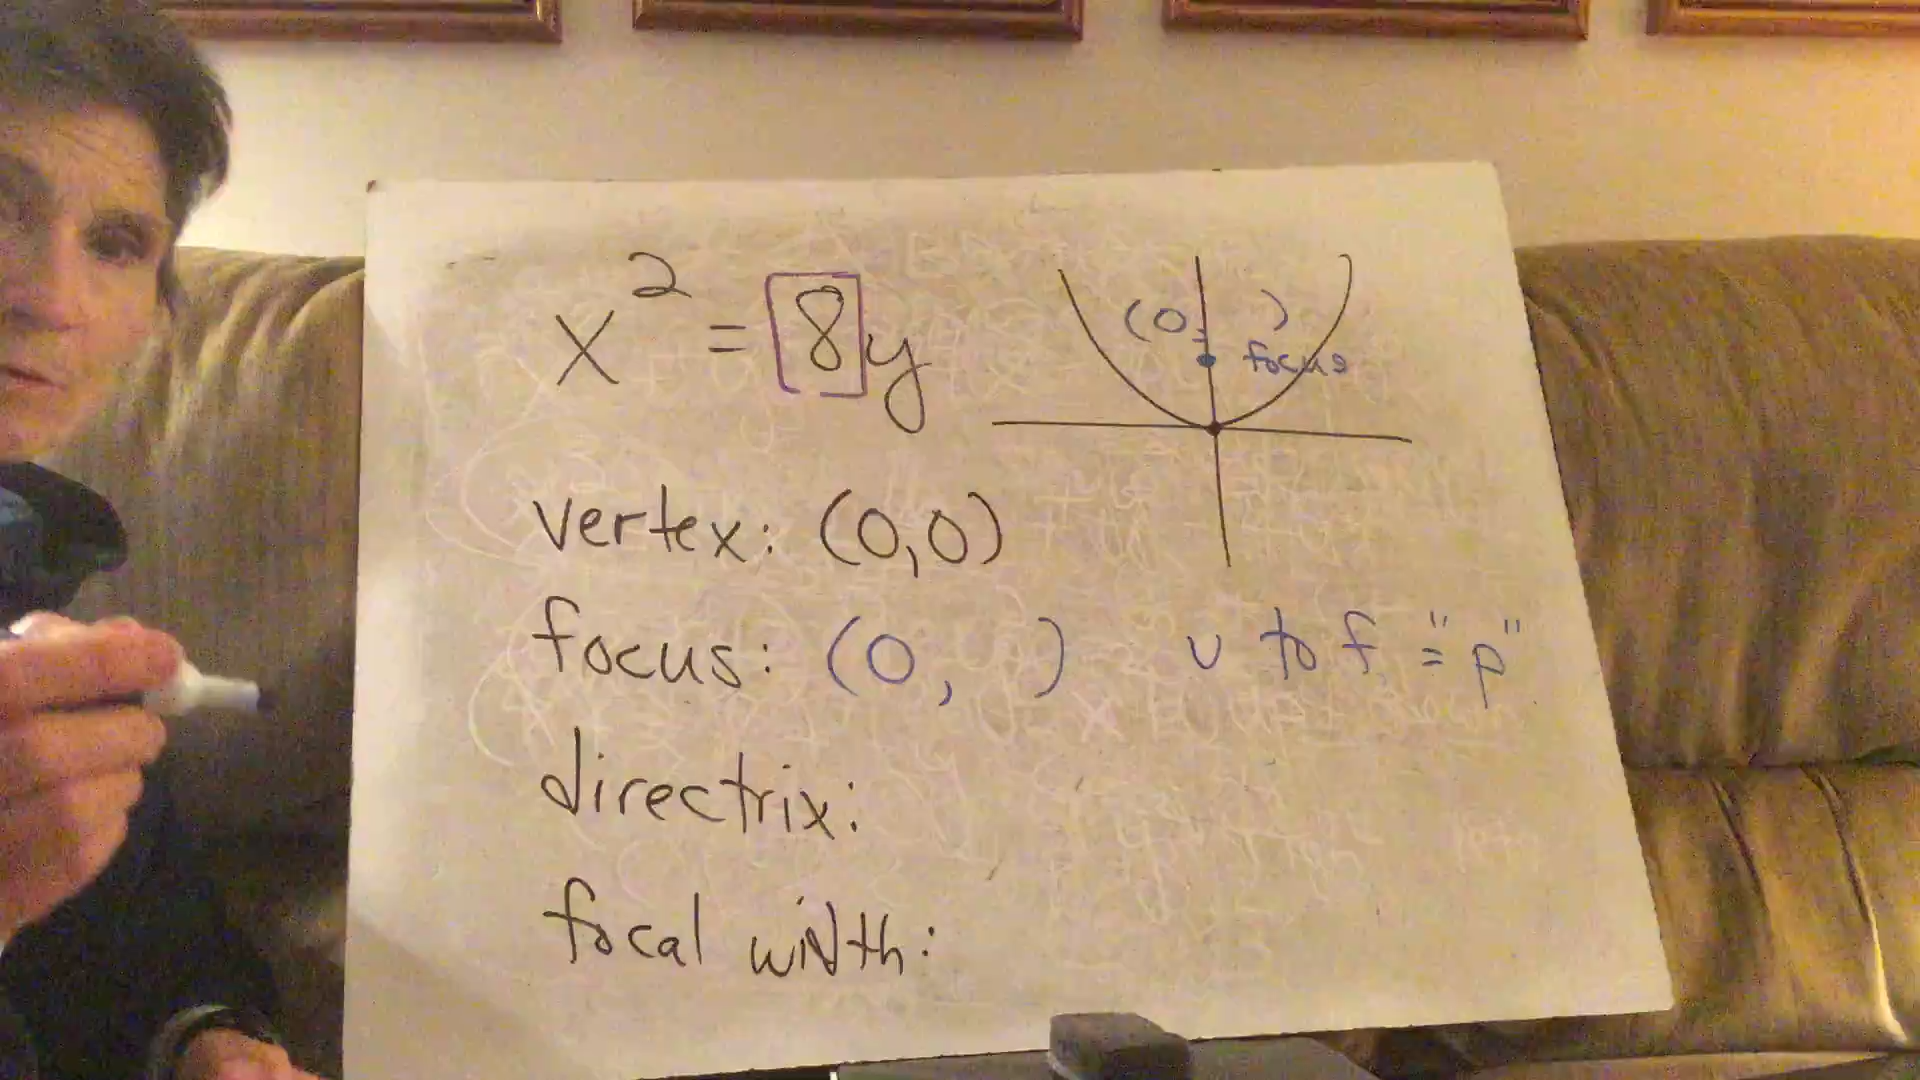 x² = 8y
(0, )
focus
vertex: (0,0)
focus: (0, ) v to f = "p"
directrix:
focal width: